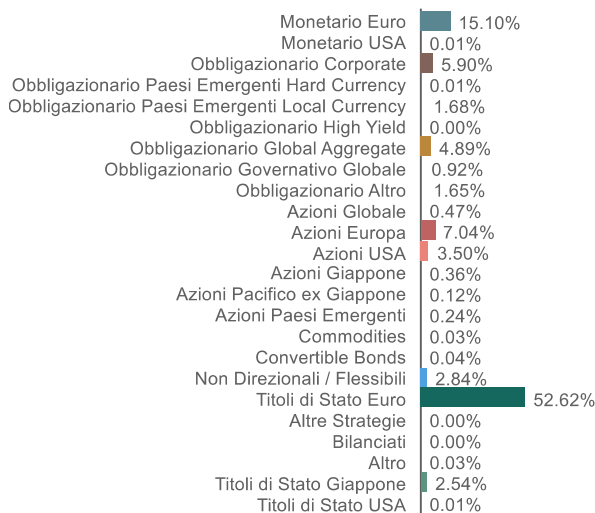 Monetario Euro 15.10%
Monetario USA 0.01%
Obbligazionario Corporate 5.90%
Obbligazionario Paesi Emergenti Hard Currency 0.01%
Obbligazionario Paesi Emergenti Local Currency 1.68%
Obbligazionario High Yield 0.00%
Obbligazionario Global Aggregate 4.89%
Obbligazionario Governativo Globale 0.92%
Obbligazionario Altro 1.65%
Azioni Globale 0.47%
Azioni Europa 7.04%
Azioni USA 3.50%
Azioni Giappone 0.36%
Azioni Pacifico ex Giappone 0.12%
Azioni Paesi Emergenti 0.24%
Commodities 0.03%
Convertible Bonds 0.04%
Non Direzionali / Flessibili 2.84%
Titoli di Stato Euro 52.62%
Altre Strategie 0.00%
Bilanciati 0.00%
Altro 0.03%
Titoli di Stato Giappone 2.54%
Titoli di Stato USA 0.01%